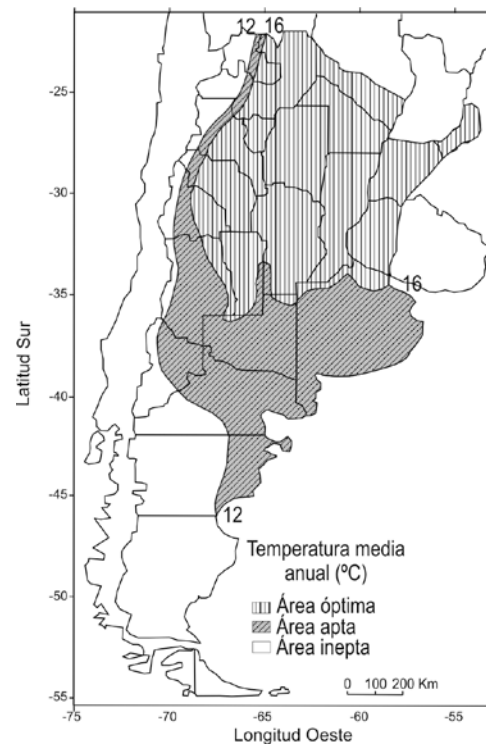 12 16
-25
-30
-35
-40
-45
-50
-55
16
12
Latitud Sur
Temperatura media
anual (ºC)
Área óptima
Área apta
Área inepta
0 100 200 Km
-75 -70 -65 -60 -55
Longitud Oeste